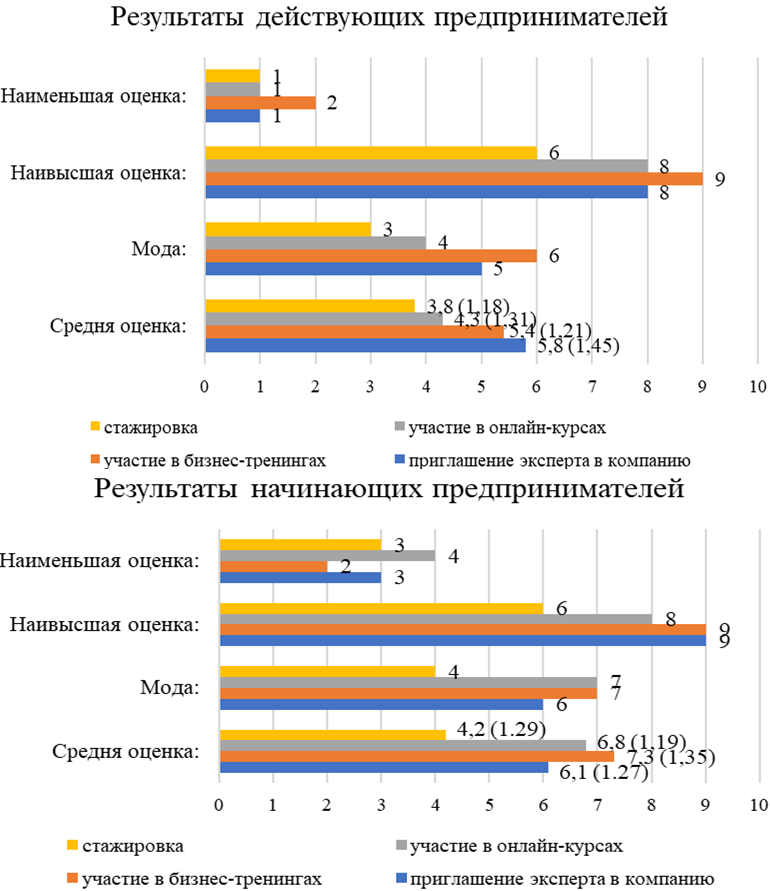 Результаты действующих предпринимателей
Наименьшая оценка:
1
1
2
1
Наивысшая оценка:
6
8
9
8
Мода:
3
4
6
5
Средня оценка:
3,8 (1,18)
4,3 (1,31)
5,4 (1,21)
5,8 (1,45)
0 1 2 3 4 5 6 7 8 9 10
стажировка участие в онлайн-курсах
участие в бизнес-тренингах приглашение эксперта в компанию
Результаты начинающих предпринимателей
Наименьшая оценка:
3
4
2
3
Наивысшая оценка:
6
8
9
9
Мода:
4
7
7
6
Средня оценка:
4,2 (1.29)
6,8 (1,19)
7,3 (1,35)
6,1 (1.27)
0 1 2 3 4 5 6 7 8 9 10
стажировка участие в онлайн-курсах
участие в бизнес-тренингах приглашение эксперта в компанию